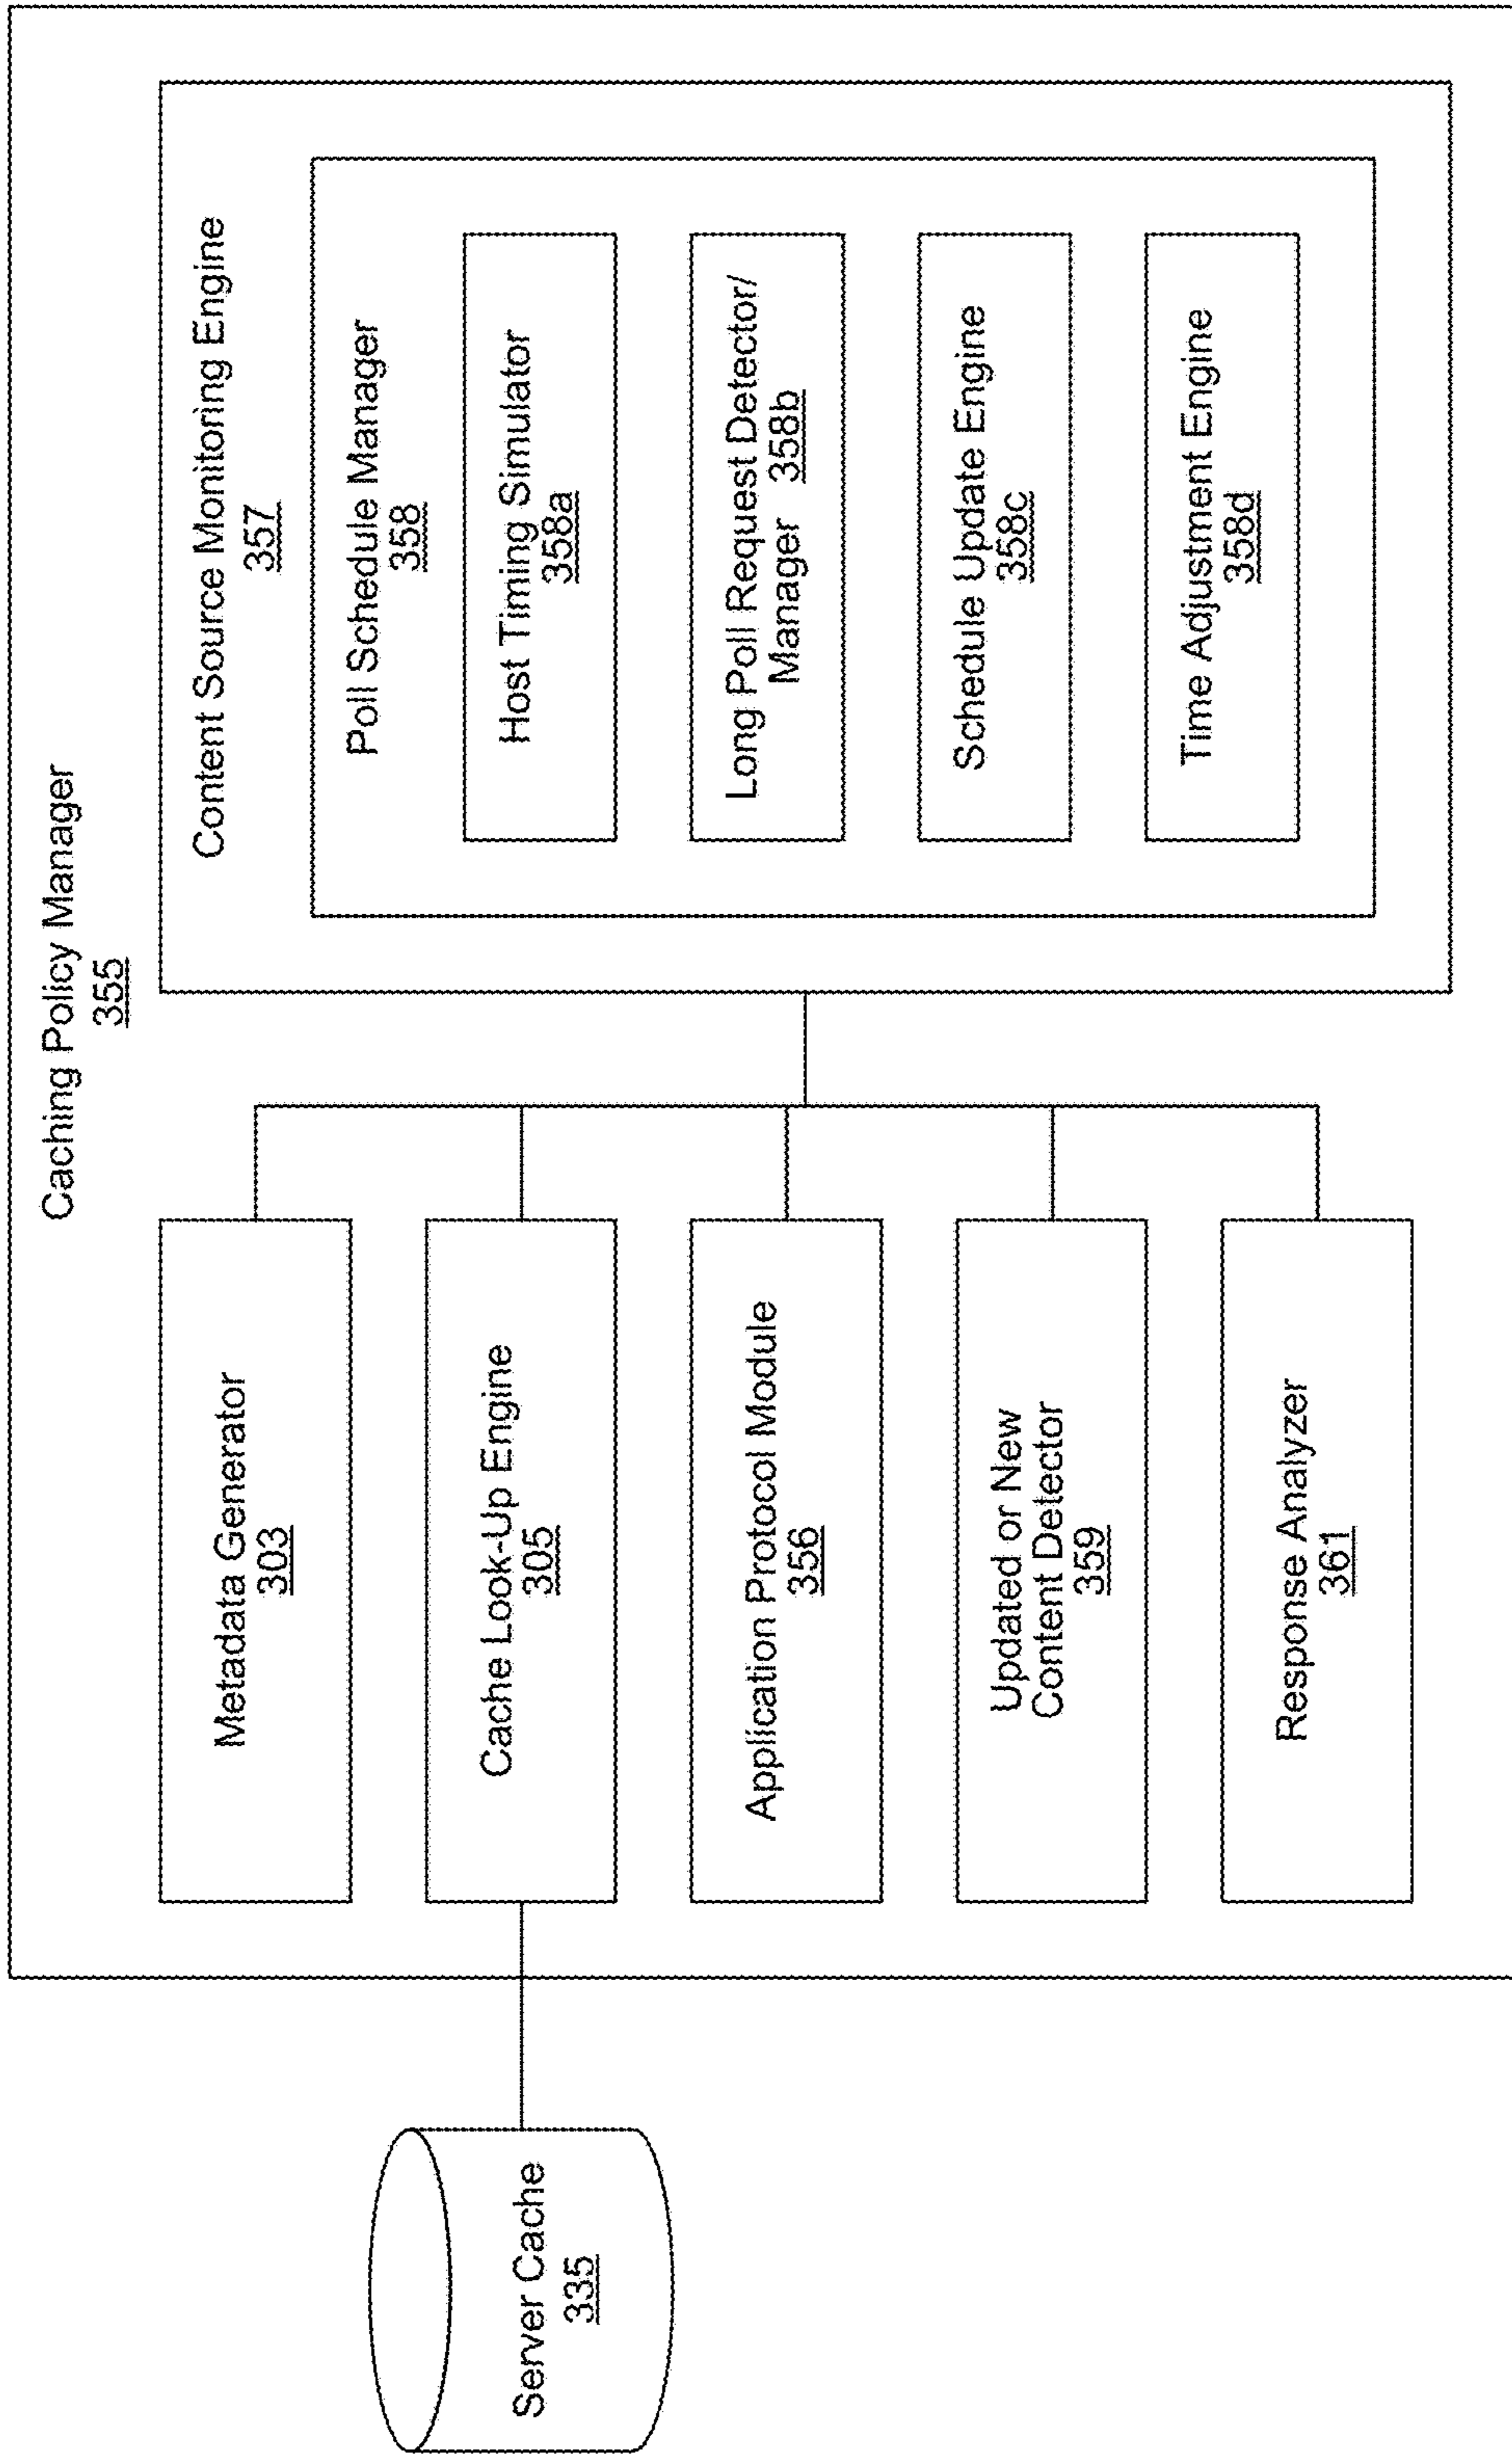 Caching Policy Manager
355
Server Cache
335
Metadata Generator
303
Cache Look-Up Engine
305
Application Protocol Module
356
Updated or New
Content Detector
359
Response Analyzer
361
Content Source Monitoring Engine
357
Poll Schedule Manager
358
Host Timing Simulator
358a
Long Poll Request Detector/
Manager 358b
Schedule Update Engine
358c
Time Adjustment Engine
358d